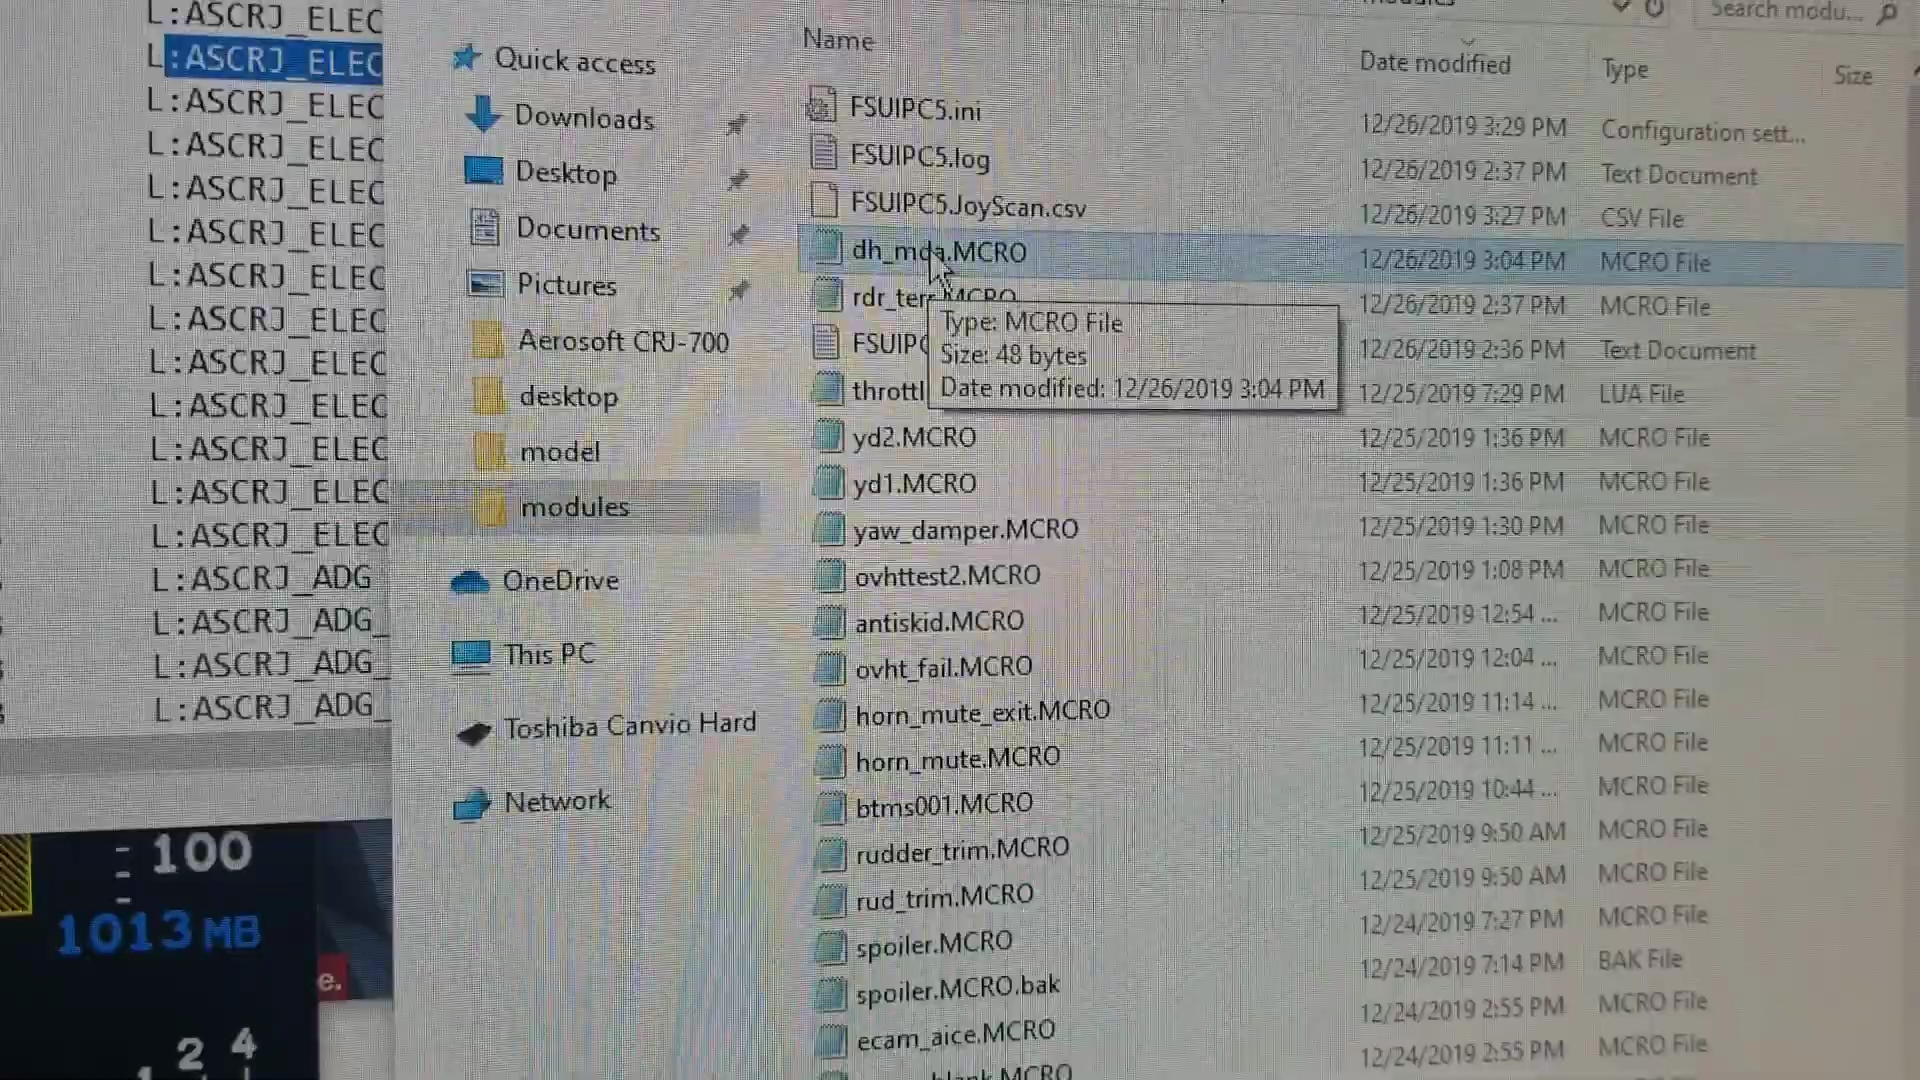 L:ASCRJ_ELEC
L:ASCRJ_ELEC
L:ASCRJ_ELEC
L:ASCRJ_ELEC
L:ASCRJ_ELEC
L:ASCRJ_ELEC
L:ASCRJ_ELEC
L:ASCRJ_ELEC
L:ASCRJ_ELEC
L:ASCRJ_ELEC
L:ASCRJ_ELEC
L:ASCRJ_ELEC
L:ASCRJ_ELEC
L:ASCRJ_ADG
L:ASCRJ_ADG_
L:ASCRJ_ADG_
L:ASCRJ_ADG_
100
1013 MB
e.
2 4
1
Quick access
Downloads
Desktop
Documents
Pictures
Aerosoft CRJ-700
desktop
model
modules
OneDrive
This PC
Toshiba Canvio Hard
Network
Search modu...
Name Date modified Type Size
FSUIPC5.ini 12/26/2019 3:29 PM Configuration sett...
FSUIPC5.log 12/26/2019 2:37 PM Text Document
FSUIPC5.JoyScan.csv 12/26/2019 3:27 PM CSV File
dh_mda.MCRO 12/26/2019 3:04 PM MCRO File
rdr_terr.MCRO 12/26/2019 2:37 PM MCRO File
FSUIPC 12/26/2019 2:36 PM Text Document
throttl 12/25/2019 7:29 PM LUA File
Type: MCRO File
Size: 48 bytes
Date modified: 12/26/2019 3:04 PM
yd2.MCRO 12/25/2019 1:36 PM MCRO File
yd1.MCRO 12/25/2019 1:36 PM MCRO File
yaw_damper.MCRO 12/25/2019 1:30 PM MCRO File
ovhttest2.MCRO 12/25/2019 1:08 PM MCRO File
antiskid.MCRO 12/25/2019 12:54 ... MCRO File
ovht_fail.MCRO 12/25/2019 12:04 ... MCRO File
horn_mute_exit.MCRO 12/25/2019 11:14 ... MCRO File
horn_mute.MCRO 12/25/2019 11:11 ... MCRO File
btms001.MCRO 12/25/2019 10:44 ... MCRO File
rudder_trim.MCRO 12/25/2019 9:50 AM MCRO File
rud_trim.MCRO 12/25/2019 9:50 AM MCRO File
spoiler.MCRO 12/24/2019 7:27 PM MCRO File
spoiler.MCRO.bak 12/24/2019 7:14 PM BAK File
ecam_aice.MCRO 12/24/2019 2:55 PM MCRO File
blank.MCRO 12/24/2019 2:55 PM MCRO File